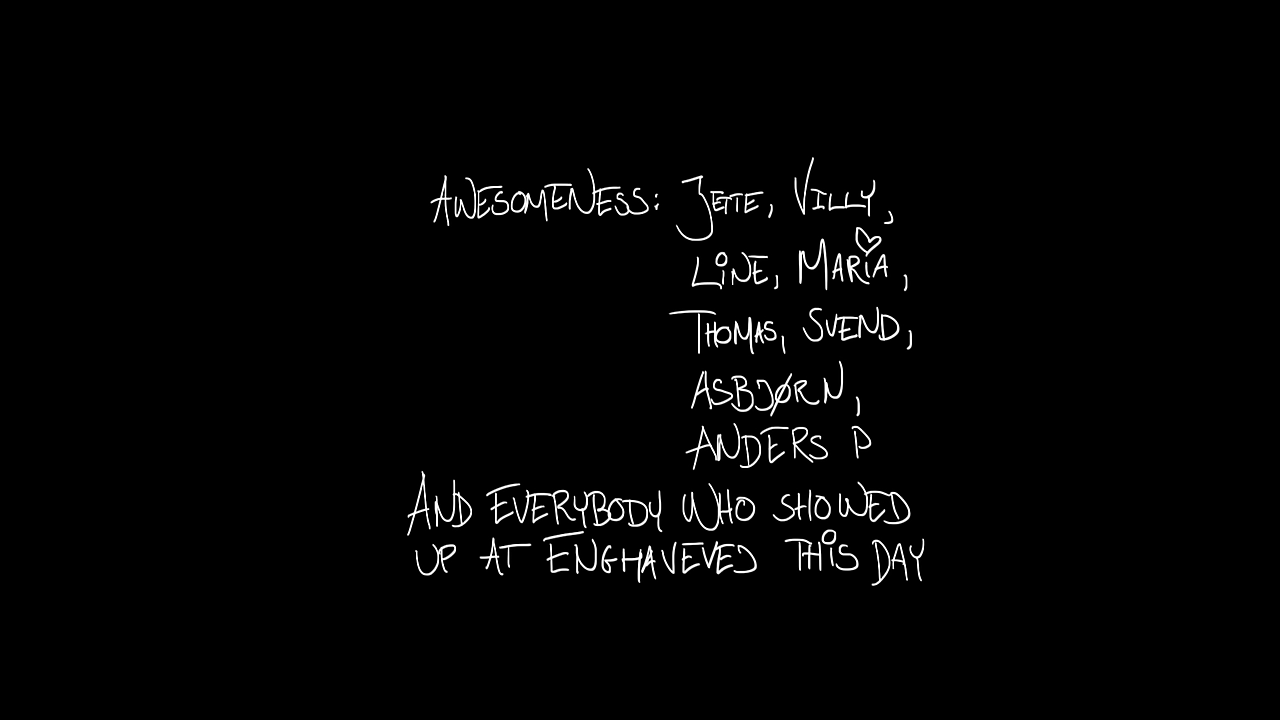 AWESOMENESS: JETTE, VILLY,
LINE, MARIA,
THOMAS, SVEND,
ASBJØRN,
ANDERS P
AND EVERYBODY WHO SHOWED
UP AT ENGHAVEVEJ THIS DAY